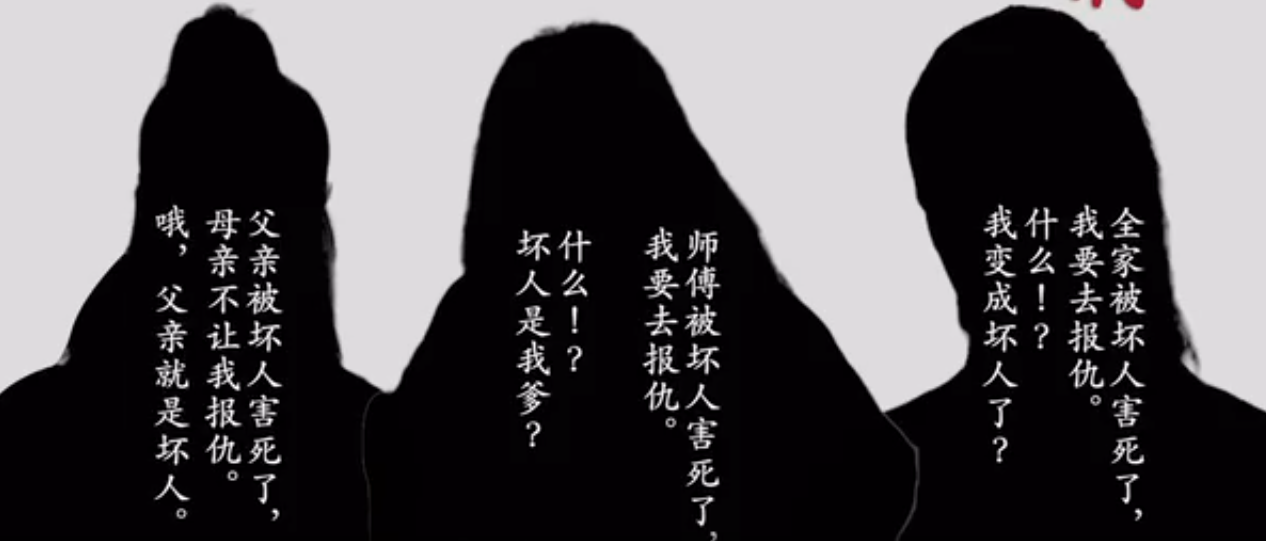 全家被坏人害死了,
我要去报仇。
什么!?
我变成坏人了?
师傅被坏人害死了,
我要去报仇。
什么!?
坏人是我爹?
父亲被坏人害死了,
母亲不让我报仇。
哦,父亲就是坏人。